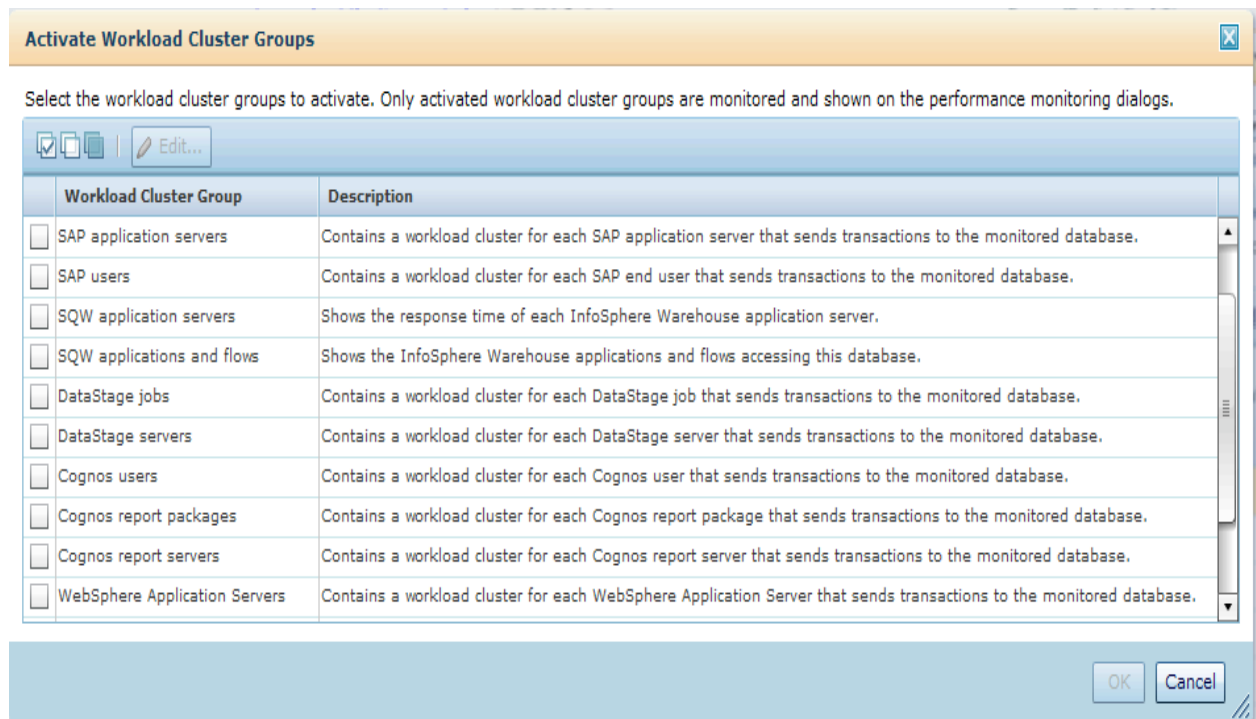 Activate Workload Cluster Groups
Select the workload cluster groups to activate. Only activated workload cluster groups are monitored and shown on the performance monitoring dialogs.
Edit...
Workload Cluster Group Description
SAP application servers Contains a workload cluster for each SAP application server that sends transactions to the monitored database.
SAP users Contains a workload cluster for each SAP end user that sends transactions to the monitored database.
SQW application servers Shows the response time of each InfoSphere Warehouse application server.
SQW applications and flows Shows the InfoSphere Warehouse applications and flows accessing this database.
DataStage jobs Contains a workload cluster for each DataStage job that sends transactions to the monitored database.
DataStage servers Contains a workload cluster for each DataStage server that sends transactions to the monitored database.
Cognos users Contains a workload cluster for each Cognos user that sends transactions to the monitored database.
Cognos report packages Contains a workload cluster for each Cognos report package that sends transactions to the monitored database.
Cognos report servers Contains a workload cluster for each Cognos report server that sends transactions to the monitored database.
WebSphere Application Servers Contains a workload cluster for each WebSphere Application Server that sends transactions to the monitored database.
OK Cancel